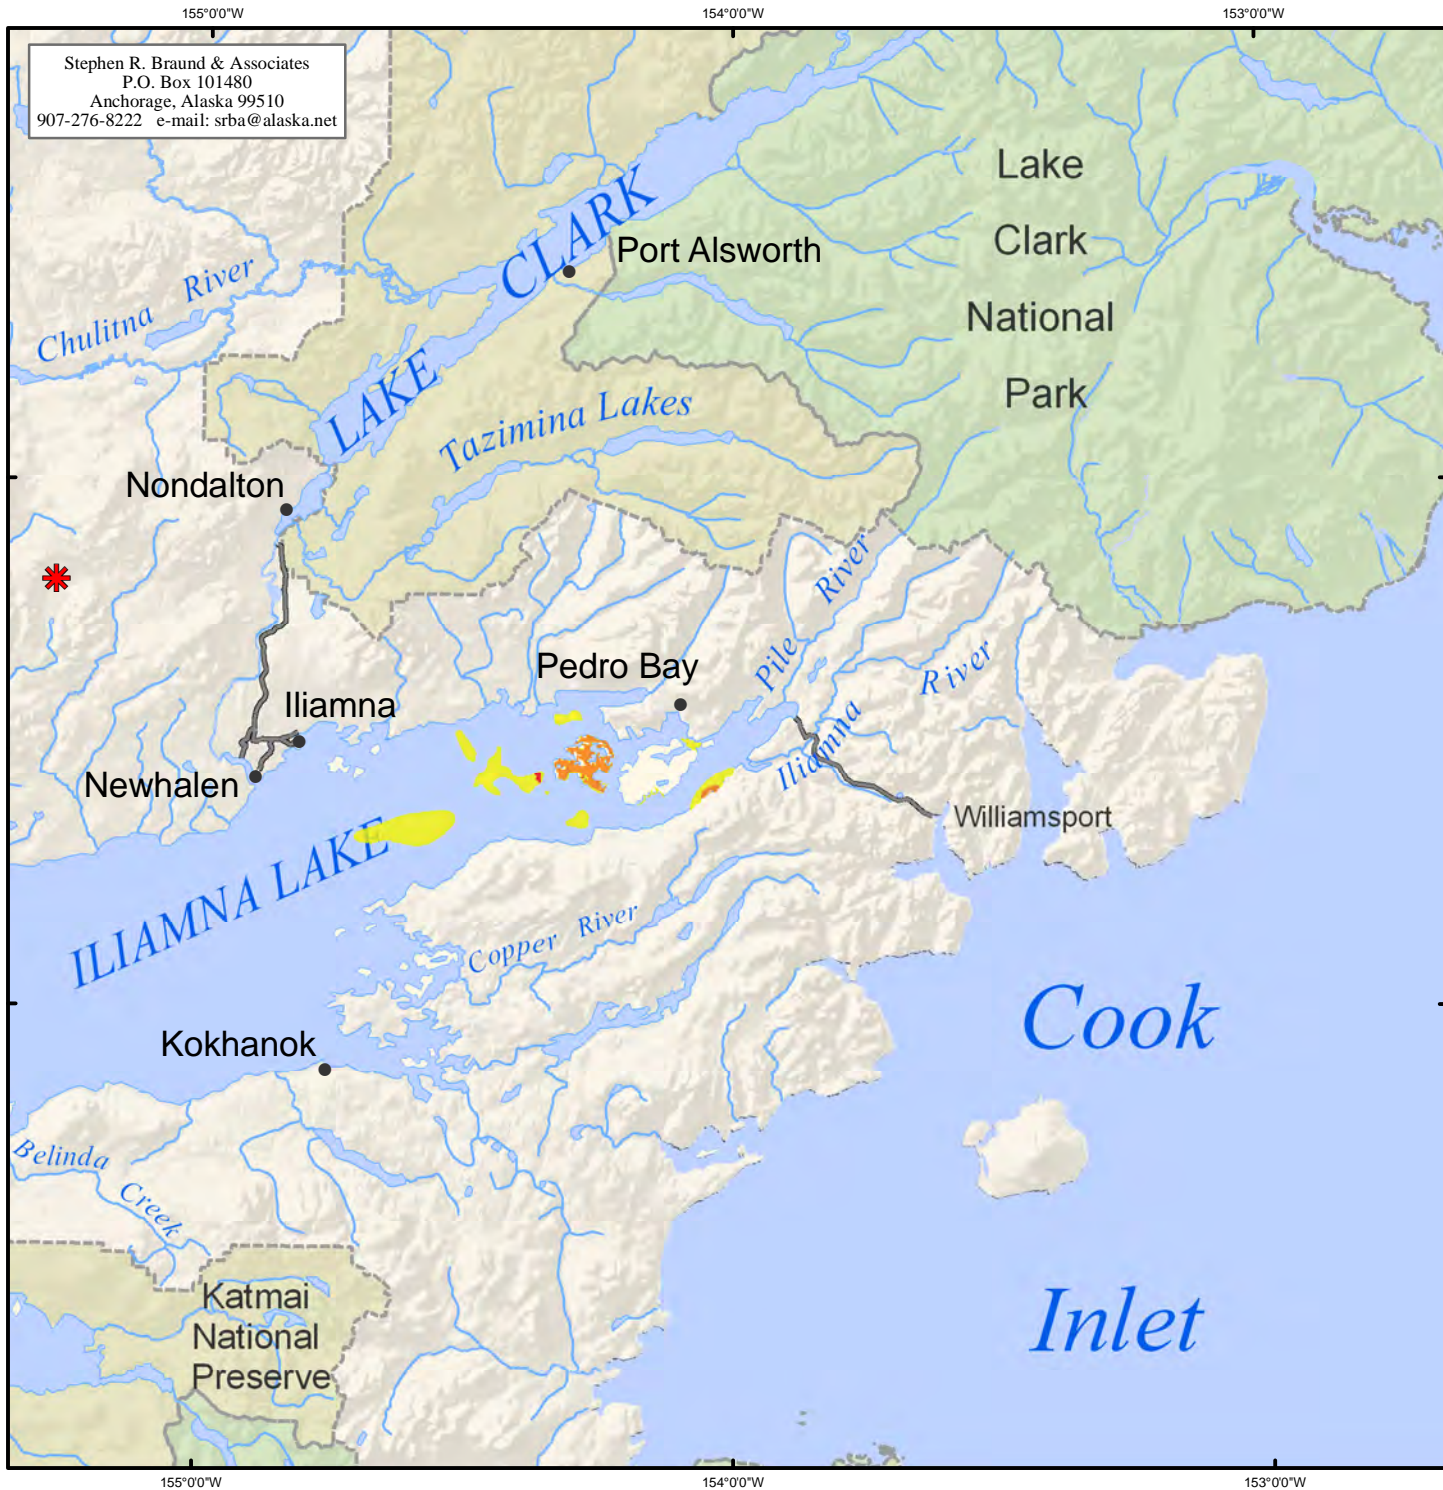 155°0'0"W
154°0'0"W
153°0'0"W
Stephen R. Braund & Associates
P.O. Box 101480
Anchorage, Alaska 99510
907-276-8222 e-mail: srba@alaska.net
Lake
Clark
National
Park
Port Alsworth
LAKE CLARK
Chulitna River
Tazimina Lakes
Nondalton
Pile River
Pedro Bay
Iliamna River
Iliamna
Newhalen
Williamsport
ILIAMNA LAKE
Copper River
Cook
Inlet
Kokhanok
Belinda Creek
Katmai
National
Preserve
155°0'0"W
154°0'0"W
153°0'0"W